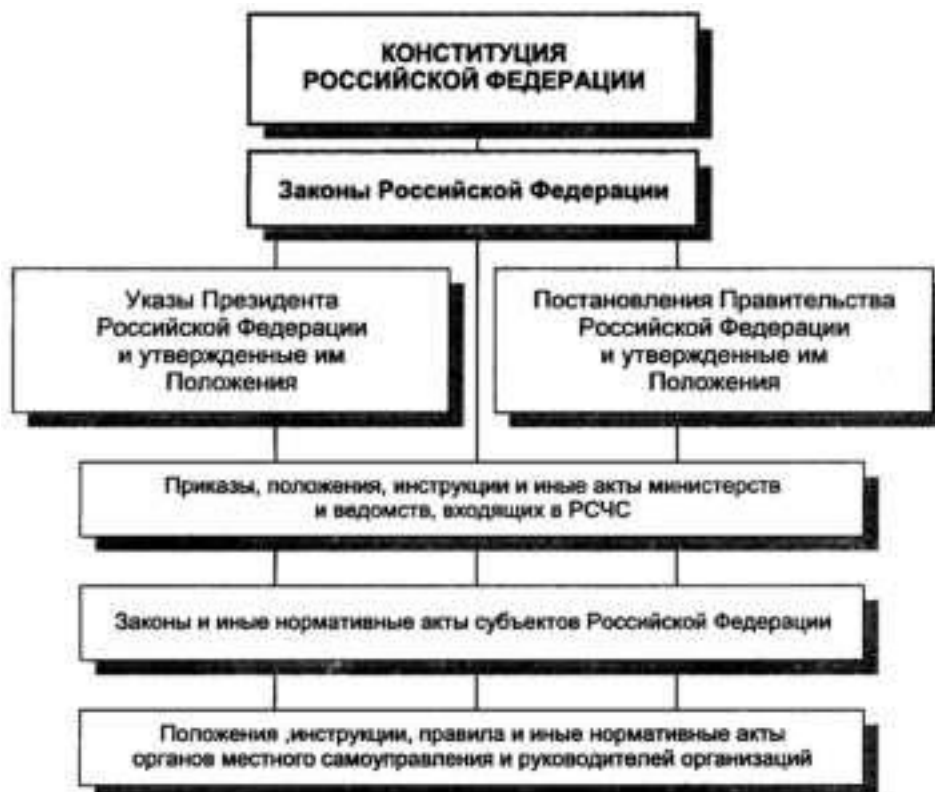 КОНСТИТУЦИЯ
РОССИЙСКОЙ ФЕДЕРАЦИИ
Законы Российской Федерации
Указы Президента
Российской Федерации
и утвержденные им
Положения
Постановления Правительства
Российской Федерации
и утвержденные им
Положения
Приказы, положения, инструкции и иные акты министерств
и ведомств, входящих в РСЧС
Законы и иные нормативные акты субъектов Российской Федерации
Положения ,инструкции, правила и иные нормативные акты
органов местного самоуправления и руководителей организаций